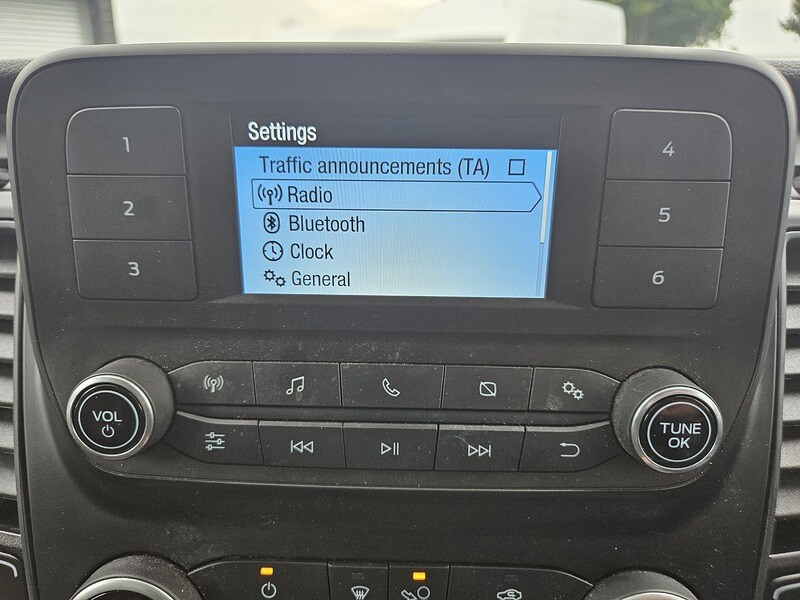 Settings
Traffic announcements (TA)
Radio
Bluetooth
Clock
General
1
2
3
4
5
6
VOL
TUNE
OK